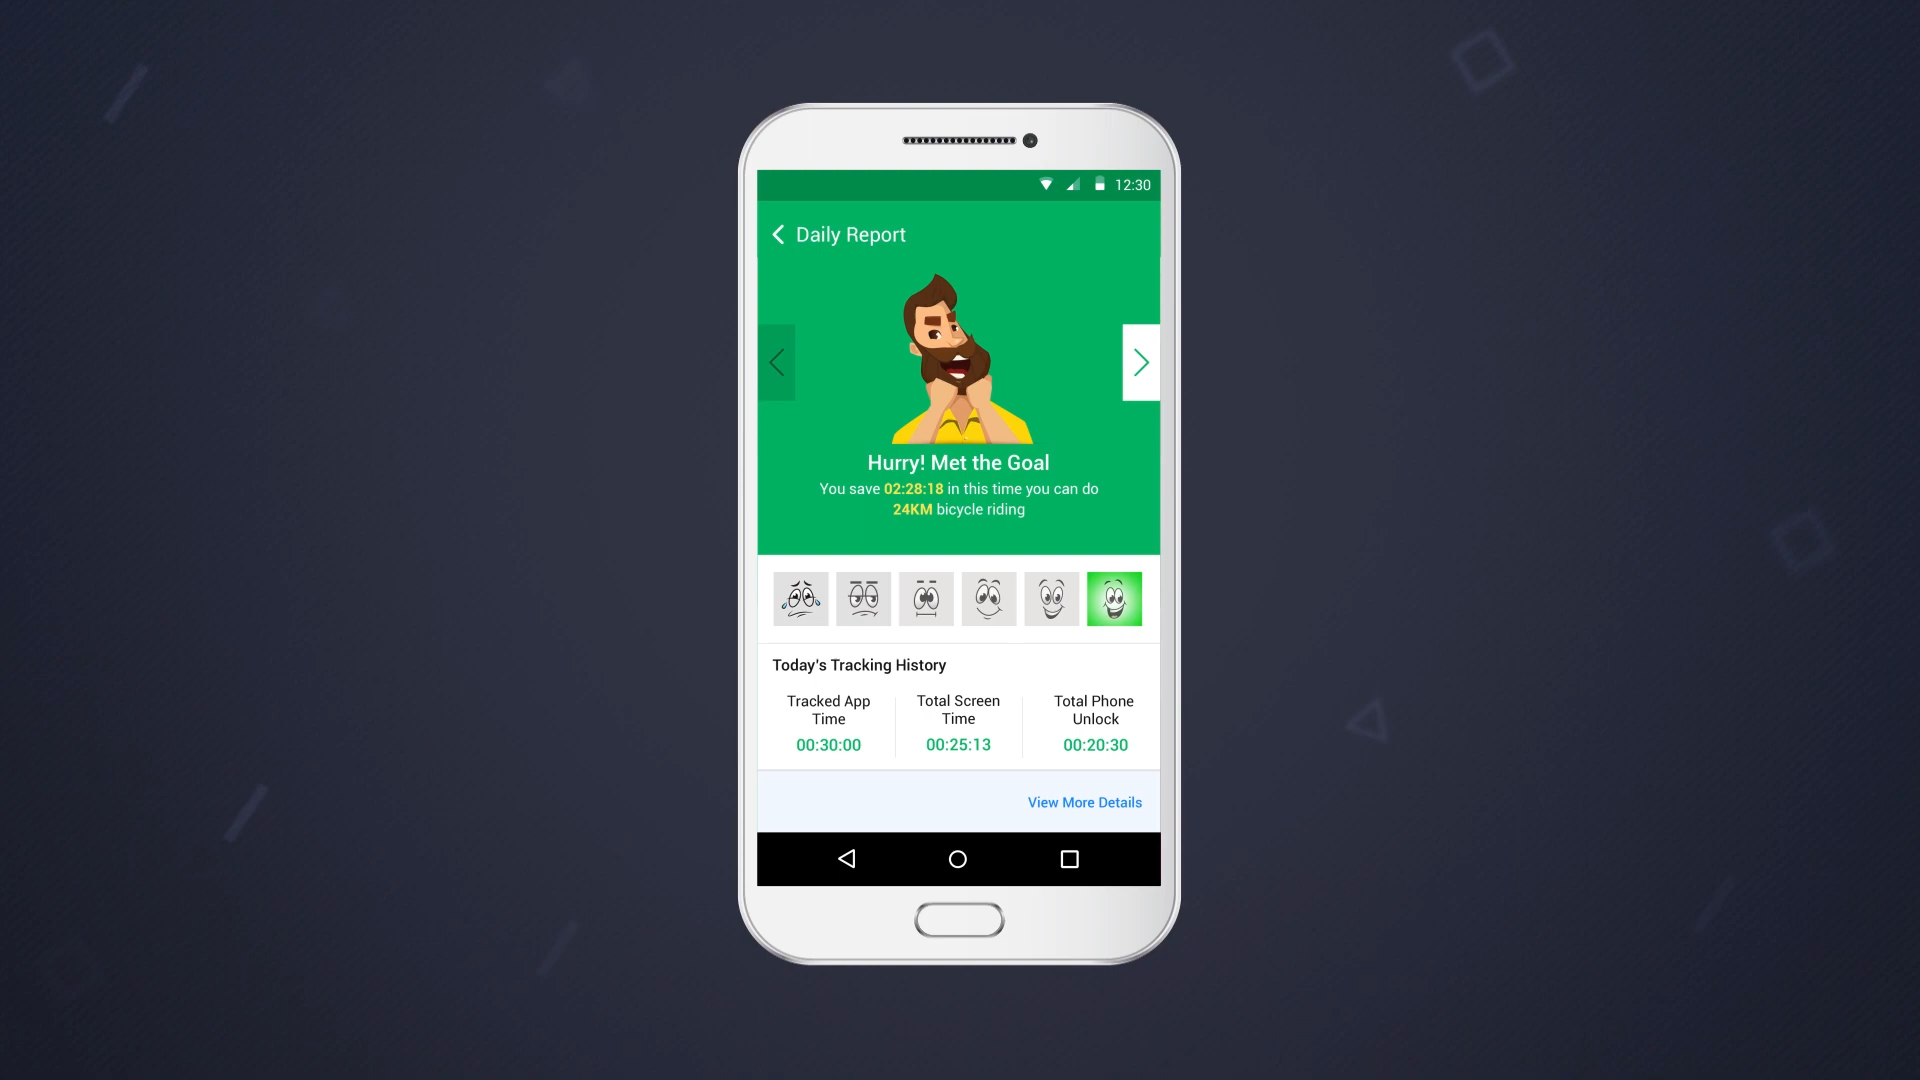 12:30
Daily Report
Hurry! Met the Goal
You save 02:28:18 in this time you can do
24KM bicycle riding
Today's Tracking History
Tracked App
Time
00:30:00
Total Screen
Time
00:25:13
Total Phone
Unlock
00:20:30
View More Details